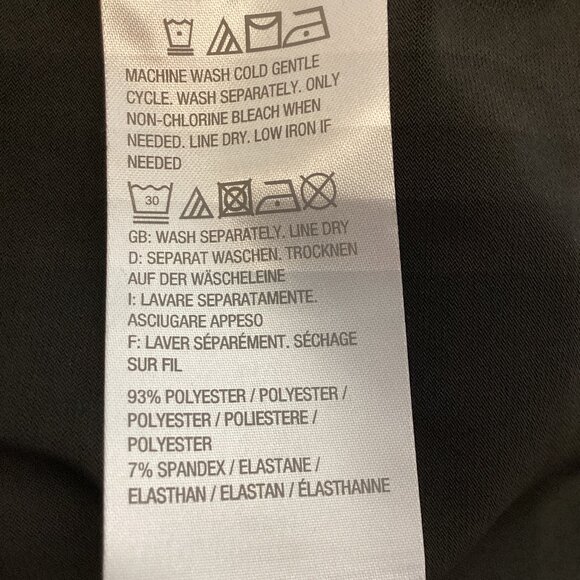 MACHINE WASH COLD GENTLE
CYCLE. WASH SEPARATELY. ONLY
NON-CHLORINE BLEACH WHEN
NEEDED. LINE DRY. LOW IRON IF
NEEDED
30
GB: WASH SEPARATELY. LINE DRY
D: SEPARAT WASCHEN. TROCKNEN
AUF DER WÄSCHELEINE
I: LAVARE SEPARATAMENTE.
ASCIUGARE APPESO
F: LAVER SÉPARÉMENT. SÉCHAGE
SUR FIL
93% POLYESTER / POLYESTER /
POLYESTER / POLIESTERE /
POLYESTER
7% SPANDEX / ELASTANE /
ELASTHAN / ELASTAN / ÉLASTHANNE